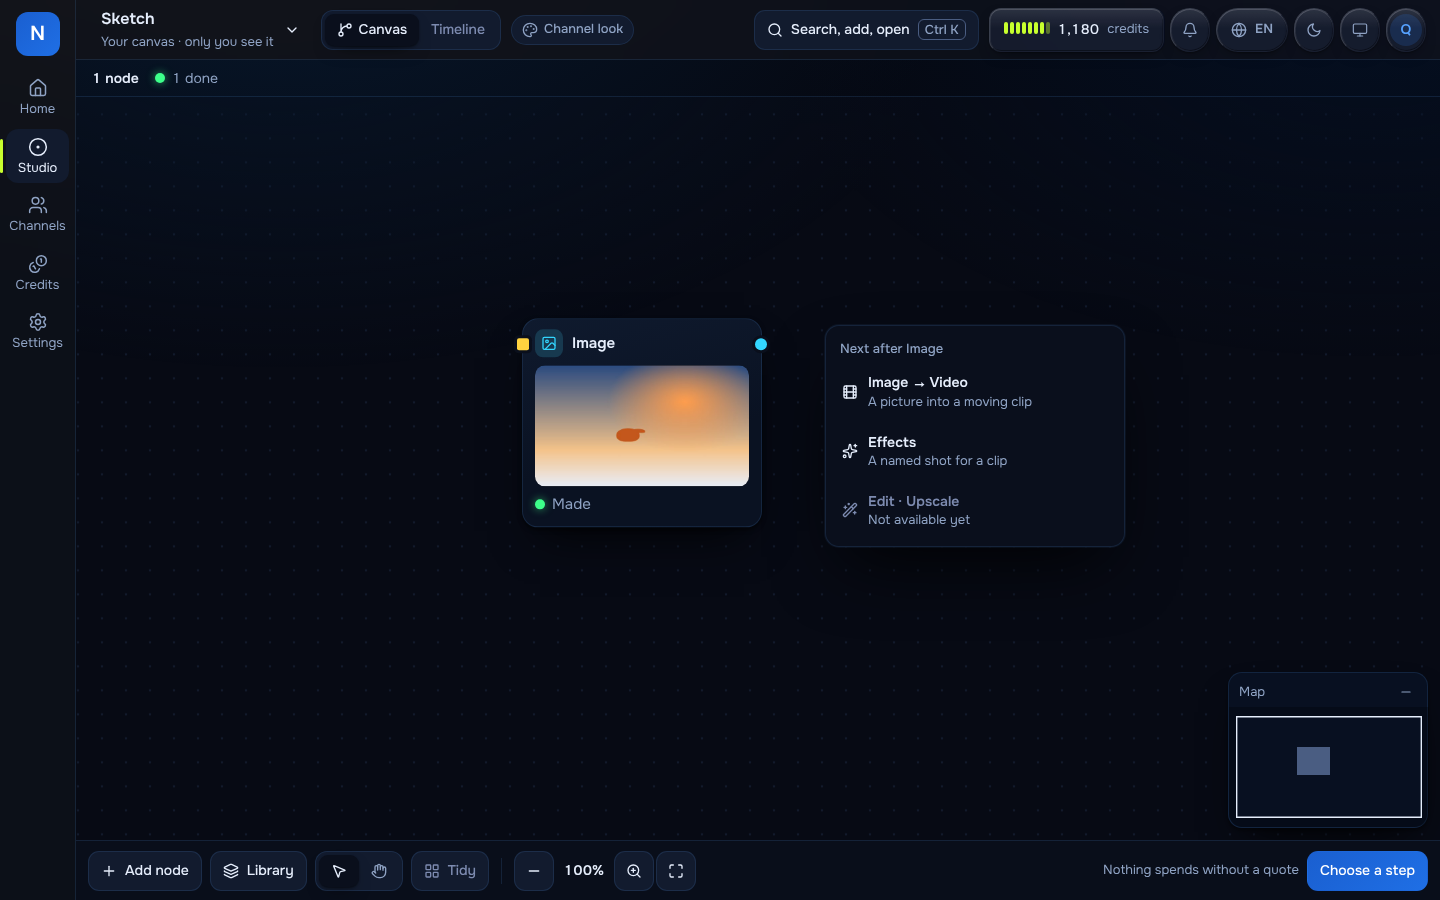 N
Sketch
Your canvas · only you see it
Canvas
Timeline
Channel look
Search, add, open
Ctrl K
1,180 credits
EN
Q
1 node
1 done
Home
Studio
Channels
Credits
Settings
Image
Made
Next after Image
Image → Video
A picture into a moving clip
Effects
A named shot for a clip
Edit · Upscale
Not available yet
Map
Add node
Library
Tidy
100%
Nothing spends without a quote
Choose a step